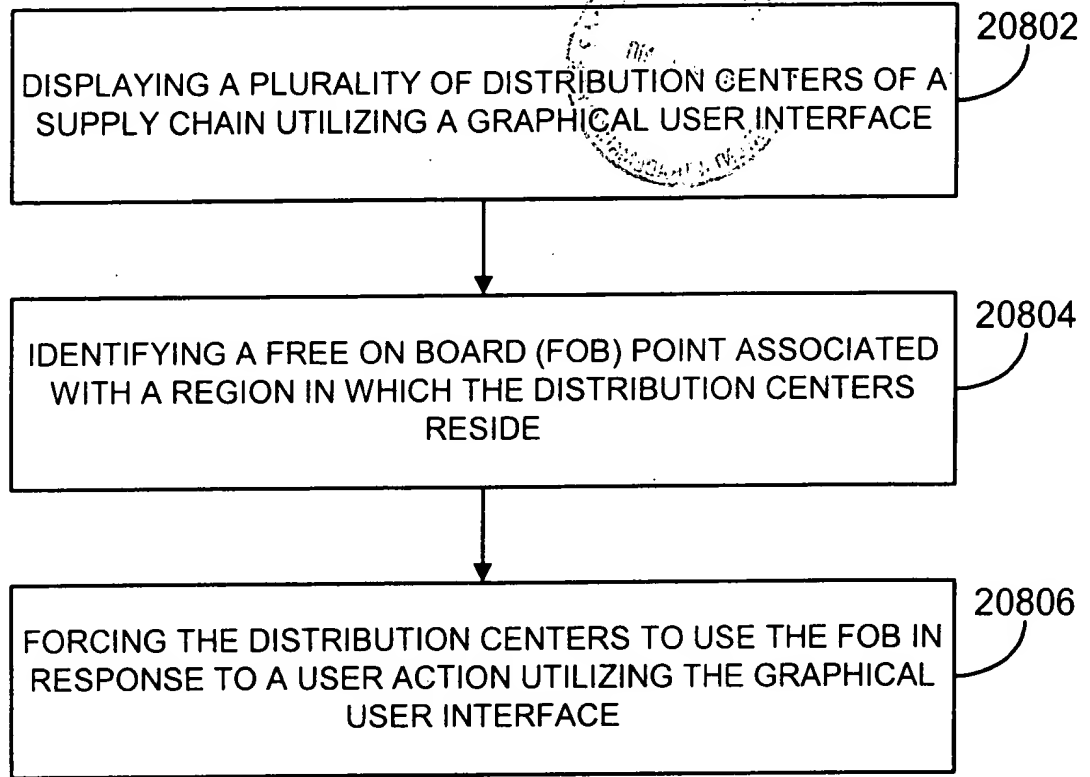 20802
DISPLAYING A PLURALITY OF DISTRIBUTION CENTERS OF A
SUPPLY CHAIN UTILIZING A GRAPHICAL USER INTERFACE
20804
IDENTIFYING A FREE ON BOARD (FOB) POINT ASSOCIATED
WITH A REGION IN WHICH THE DISTRIBUTION CENTERS
RESIDE
20806
FORCING THE DISTRIBUTION CENTERS TO USE THE FOB IN
RESPONSE TO A USER ACTION UTILIZING THE GRAPHICAL
USER INTERFACE